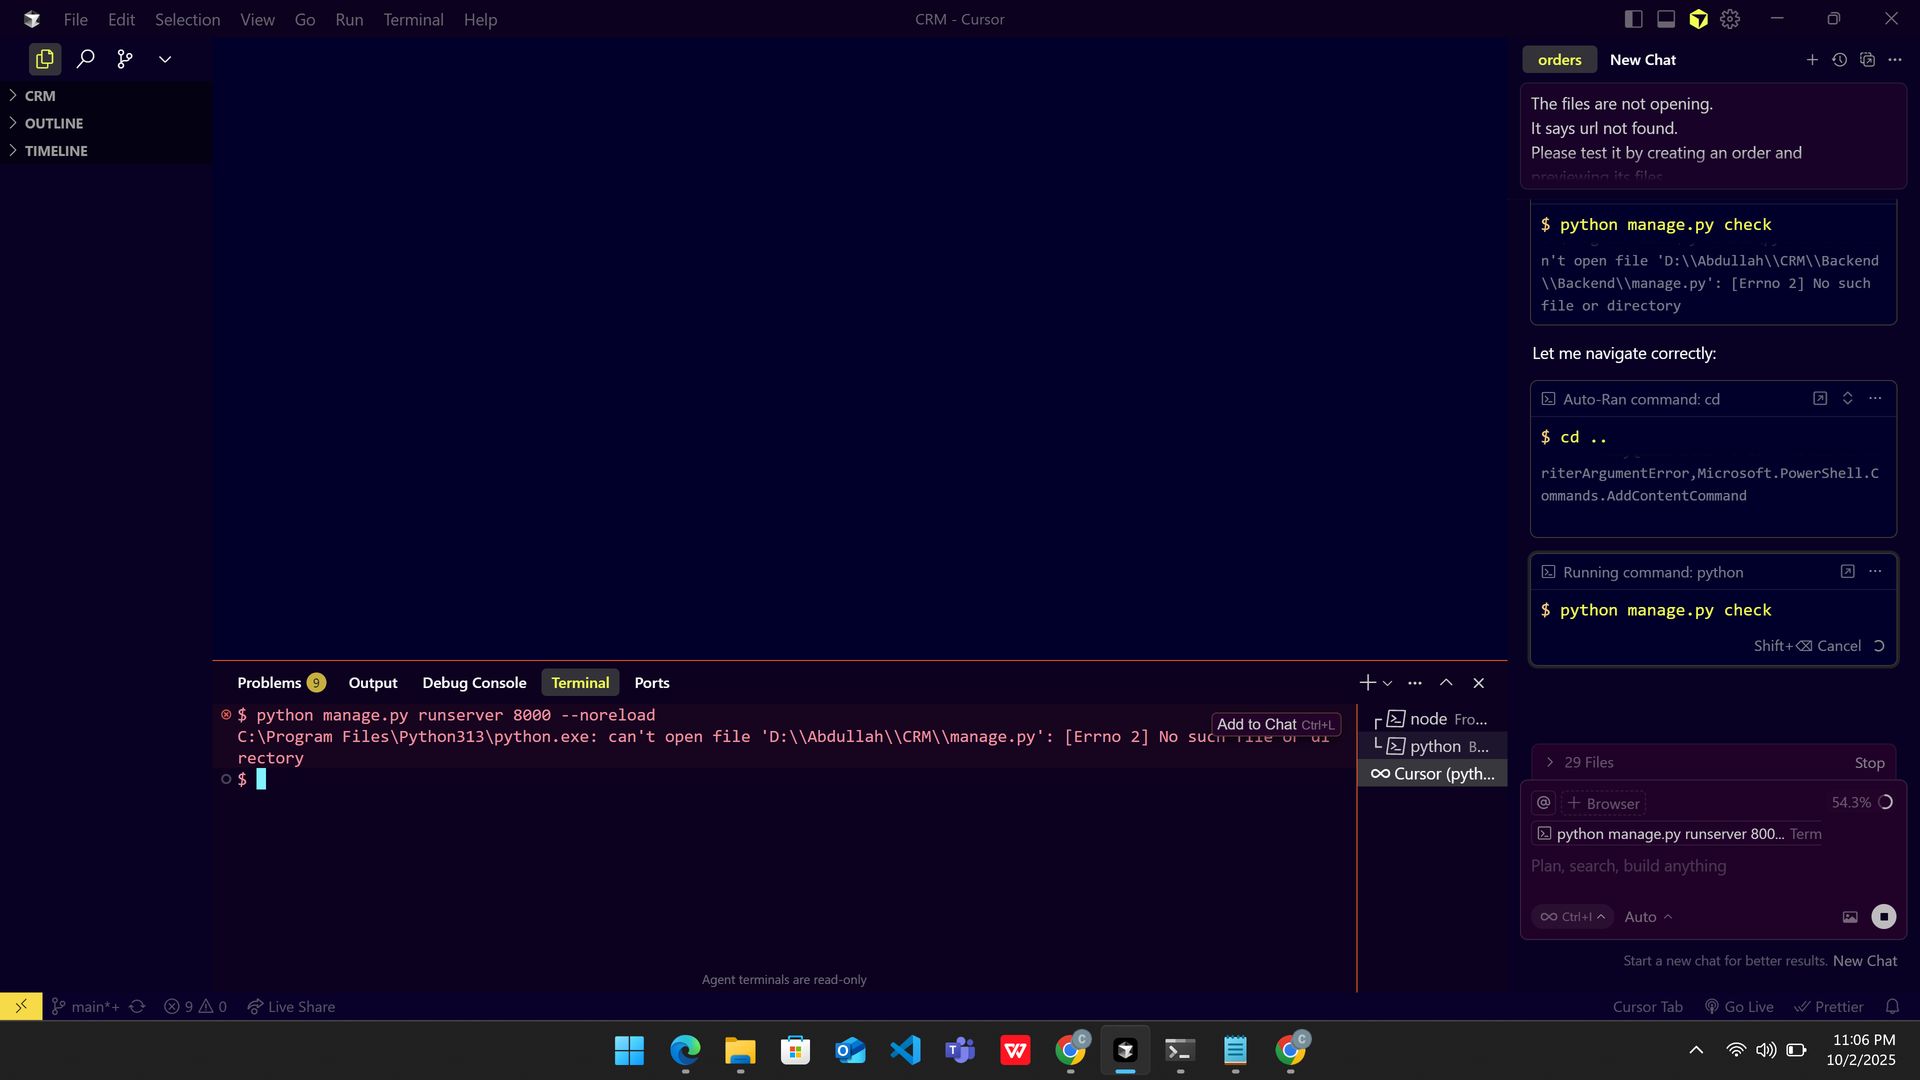 File Edit Selection View Go Run Terminal Help
CRM - Cursor
CRM
OUTLINE
TIMELINE
orders New Chat
The files are not opening.
It says url not found.
Please test it by creating an order and
previewing its files
$ python manage.py check
n't open file 'D:\\Abdullah\\CRM\\Backend
\\Backend\\manage.py': [Errno 2] No such
file or directory
Let me navigate correctly:
Auto-Ran command: cd
$ cd ..
riterArgumentError,Microsoft.PowerShell.C
ommands.AddContentCommand
Running command: python
$ python manage.py check
Shift+⌫ Cancel
29 Files Stop
@ + Browser 54.3%
python manage.py runserver 800... Term
Plan, search, build anything
Ctrl+I Auto
Start a new chat for better results. New Chat
Problems 9 Output Debug Console Terminal Ports
$ python manage.py runserver 8000 --noreload
Add to Chat Ctrl+L
C:\Program Files\Python313\python.exe: can't open file 'D:\\Abdullah\\CRM\\manage.py': [Errno 2] No such file or di
rectory
$
node Fro...
python B...
Cursor (pyth...
Agent terminals are read-only
main*+ 9 0 Live Share
Cursor Tab Go Live Prettier
11:06 PM
10/2/2025